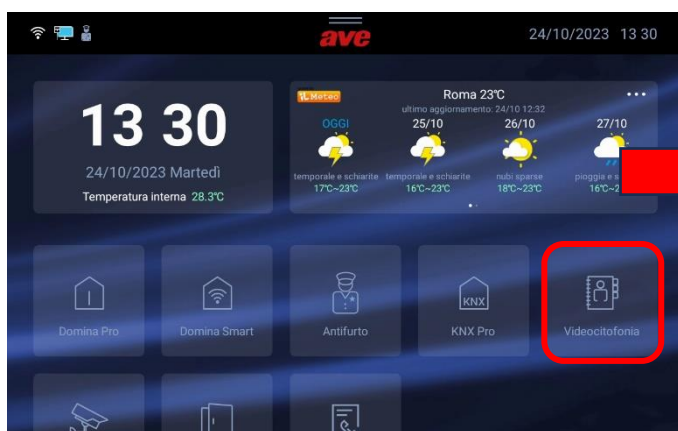 ave
24/10/2023 13 30
13 30
24/10/2023 Martedì
Temperatura interna 28.3°C
IL Meteo
Roma 23°C
ultimo aggiornamento: 24/10 12:32
OGGI 25/10 26/10 27/10
temporale e schiarite temporale e schiarite nubi sparse pioggia e
17°C~23°C 16°C~23°C 18°C~23°C 16°C~2
Domina Pro
Domina Smart
Antifurto
KNX
KNX Pro
Videocitofonia